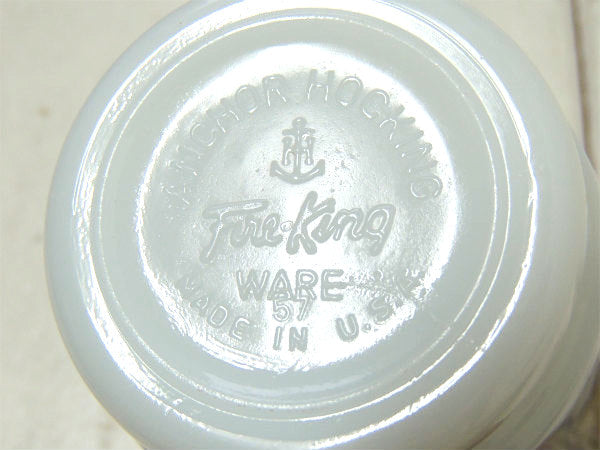 ANCHOR HOCKING
Fire-King
WARE
57
MADE IN U.S.A